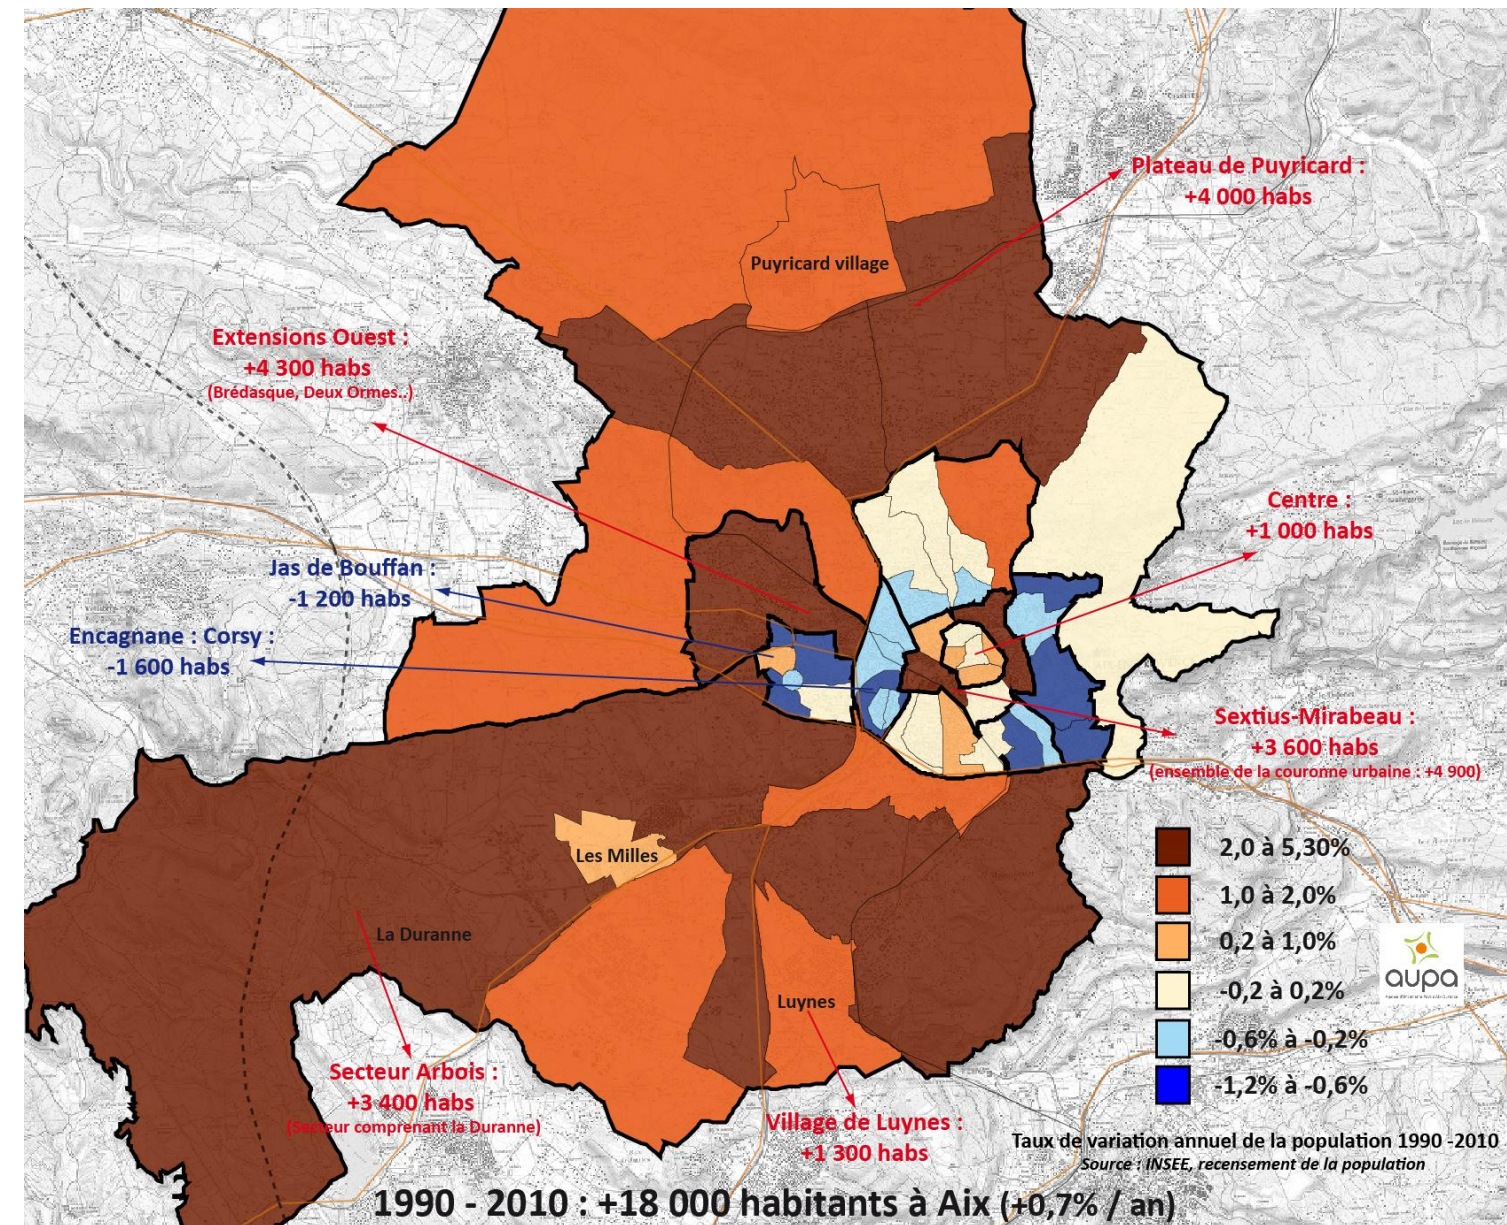 Plateau de Puyricard :
+4 000 habs
Puyricard village
Extensions Ouest :
+4 300 habs
(Brédasque, Deux Ormes..)
Centre :
+1 000 habs
Jas de Bouffan :
-1 200 habs
Encagnane : Corsy :
-1 600 habs
Sextius-Mirabeau :
+3 600 habs
(ensemble de la couronne urbaine : +4 900)
Les Milles
La Duranne
Luynes
2,0 à 5,30%
1,0 à 2,0%
0,2 à 1,0%
-0,2 à 0,2%
-0,6% à -0,2%
-1,2% à -0,6%
aupa
Secteur Arbois :
+3 400 habs
(Secteur comprenant la Duranne)
Village de Luynes :
+1 300 habs
Taux de variation annuel de la population 1990 -2010
Source : INSEE, recensement de la population
1990 - 2010 : +18 000 habitants à Aix (+0,7% / an)